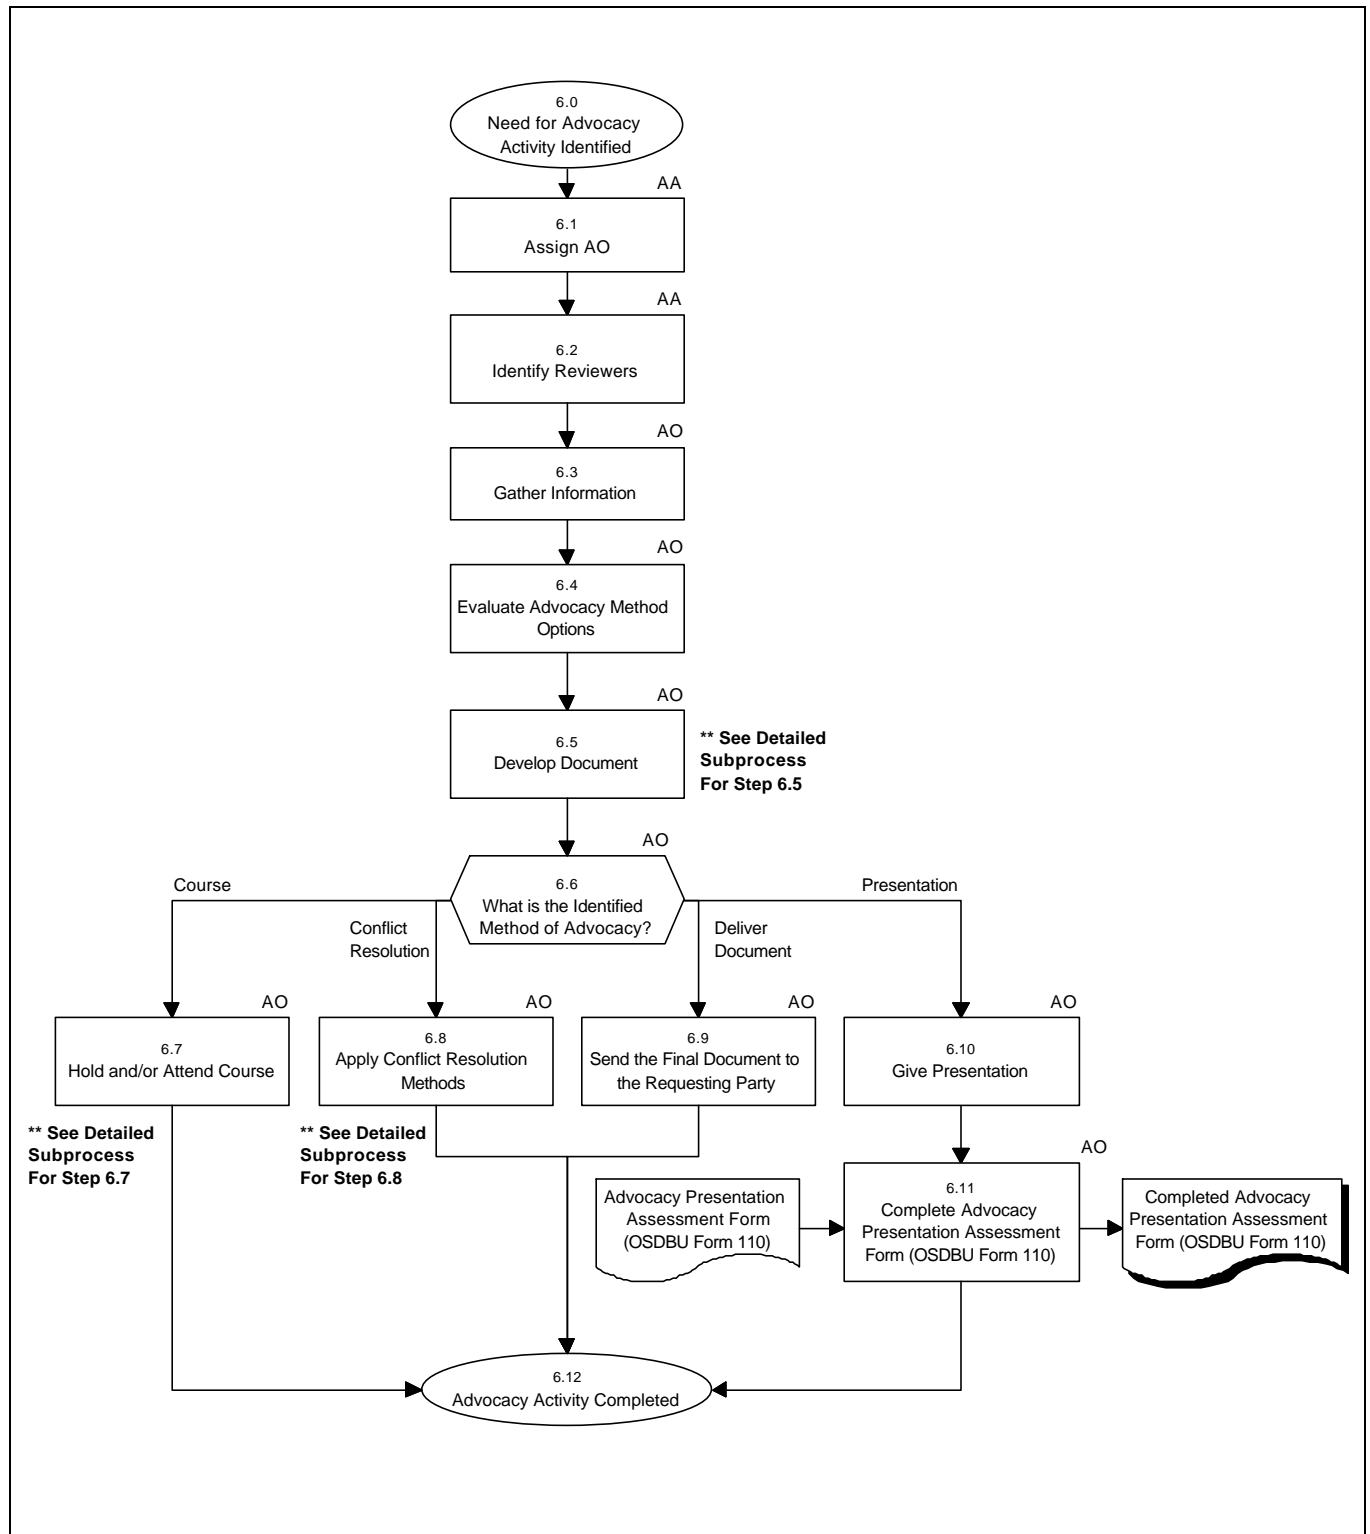 6.0
Need for Advocacy
Activity Identified
AA
6.1
Assign AO
AA
6.2
Identify Reviewers
AO
6.3
Gather Information
AO
6.4
Evaluate Advocacy Method
Options
AO
6.5
Develop Document
** See Detailed
Subprocess
For Step 6.5
AO
6.6
What is the Identified
Method of Advocacy?
Course
Conflict
Resolution
Deliver
Document
Presentation
AO
6.7
Hold and/or Attend Course
** See Detailed
Subprocess
For Step 6.7
AO
6.8
Apply Conflict Resolution
Methods
** See Detailed
Subprocess
For Step 6.8
AO
6.9
Send the Final Document to
the Requesting Party
AO
6.10
Give Presentation
AO
Advocacy Presentation
Assessment Form
(OSDBU Form 110)
6.11
Complete Advocacy
Presentation Assessment
Form (OSDBU Form 110)
Completed Advocacy
Presentation Assessment
Form (OSDBU Form 110)
6.12
Advocacy Activity Completed